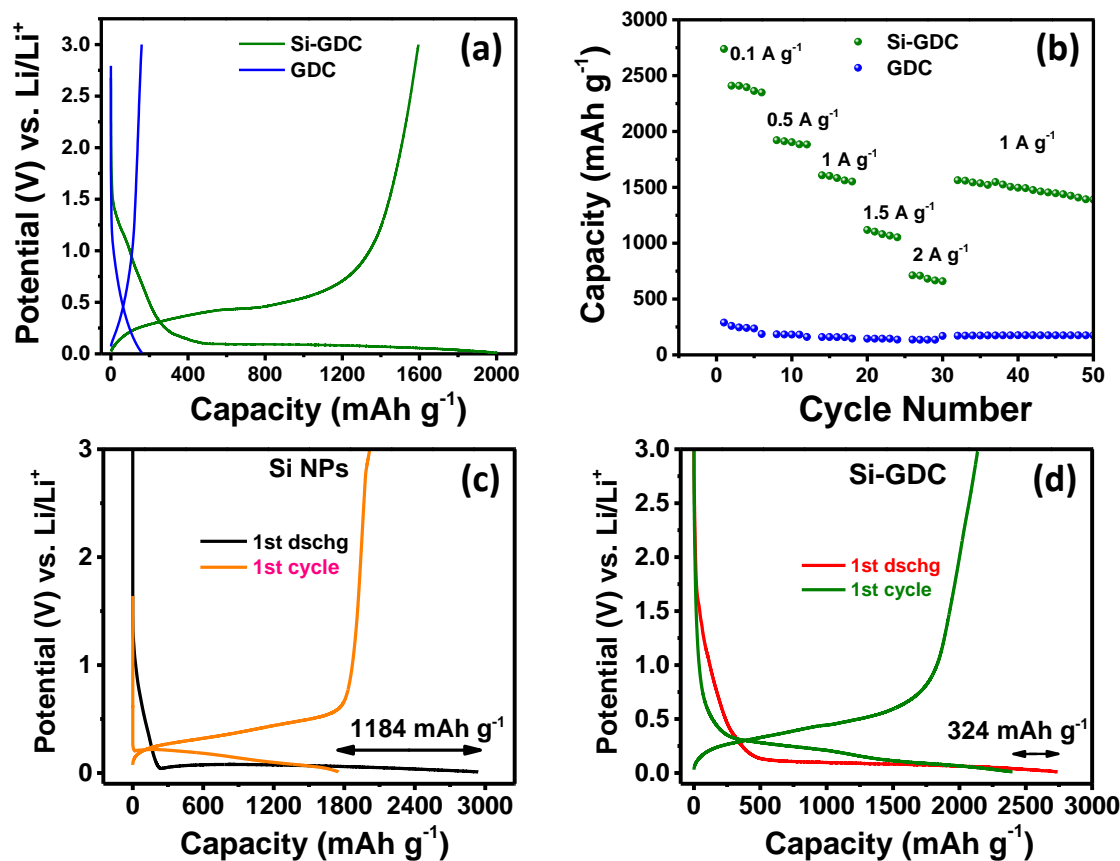 (a)
Si-GDC
GDC
3.0
2.5
2.0
1.5
1.0
0.5
0.0
Potential (V) vs. Li/Li⁺
0 400 800 1200 1600 2000
Capacity (mAh g⁻¹)
(b)
Si-GDC
GDC
0.1 A g⁻¹
0.5 A g⁻¹
1 A g⁻¹
1.5 A g⁻¹
2 A g⁻¹
1 A g⁻¹
3000
2500
2000
1500
1000
500
0
Capacity (mAh g⁻¹)
0 10 20 30 40 50
Cycle Number
Si NPs
(c)
1st dschg
1st cycle
1184 mAh g⁻¹
3
2
1
0
Potential (V) vs. Li/Li⁺
0 600 1200 1800 2400 3000
Capacity (mAh g⁻¹)
Si-GDC
(d)
1st dschg
1st cycle
324 mAh g⁻¹
3.0
2.5
2.0
1.5
1.0
0.5
0.0
Potential (V) vs. Li/Li⁺
0 500 1000 1500 2000 2500 3000
Capacity (mAh g⁻¹)